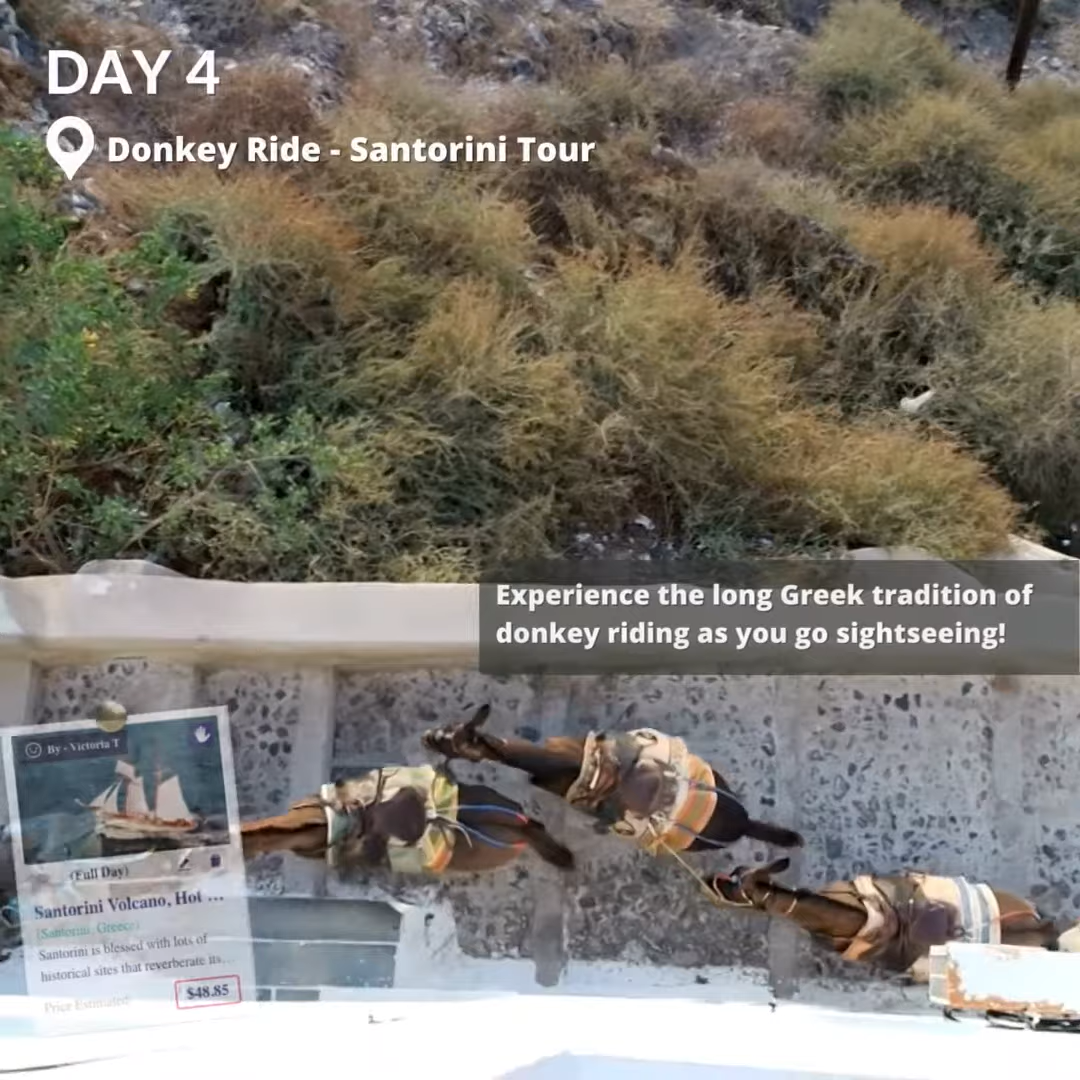 DAY 4
Donkey Ride - Santorini Tour
Experience the long Greek tradition of
donkey riding as you go sightseeing!
By - Victoria T
(Full Day)
Santorini Volcano, Hot ...
(Santorini, Greece)
Santorini is blessed with lots of
historical sites that reverberate its...
Price Estimated
$48.85